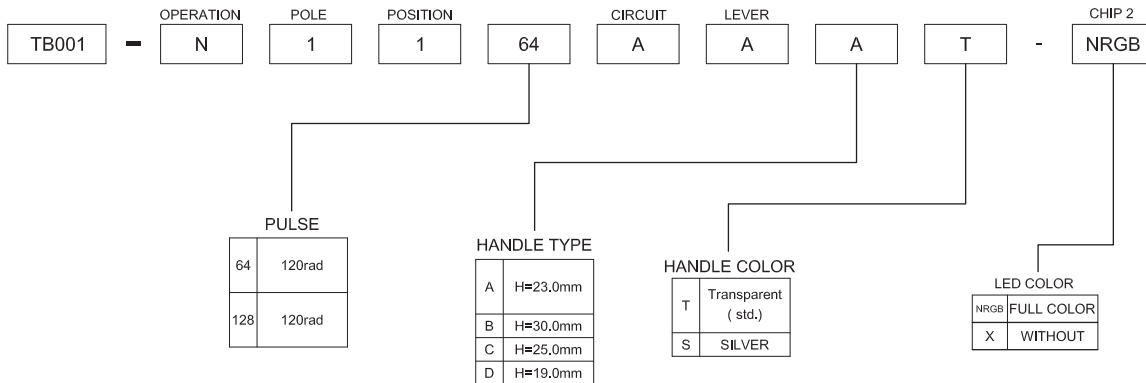 OPERATION POLE POSITION CIRCUIT LEVER CHIP 2
TB001 - N 1 1 64 A A A T - NRGB
PULSE
64 120rad
128 120rad
HANDLE TYPE
A H=23.0mm
B H=30.0mm
C H=25.0mm
D H=19.0mm
HANDLE COLOR
T Transparent
( std.)
S SILVER
LED COLOR
NRGB FULL COLOR
X WITHOUT